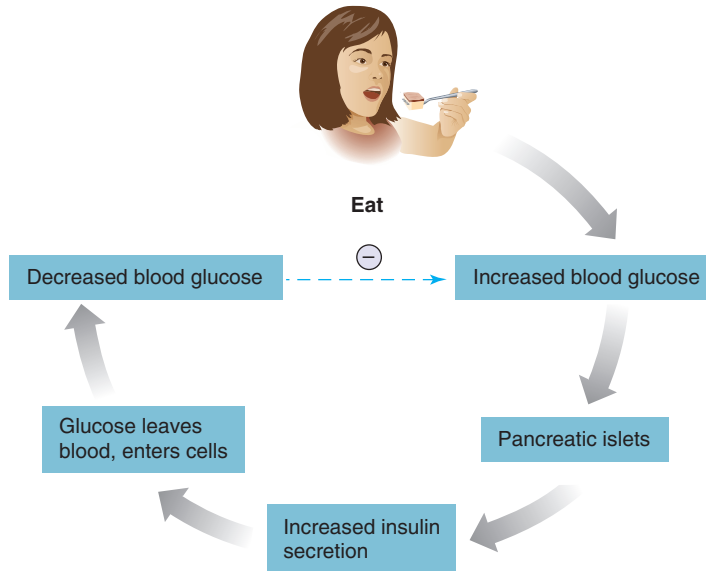 Eat
−
Decreased blood glucose
Increased blood glucose
Glucose leaves
blood, enters cells
Pancreatic islets
Increased insulin
secretion